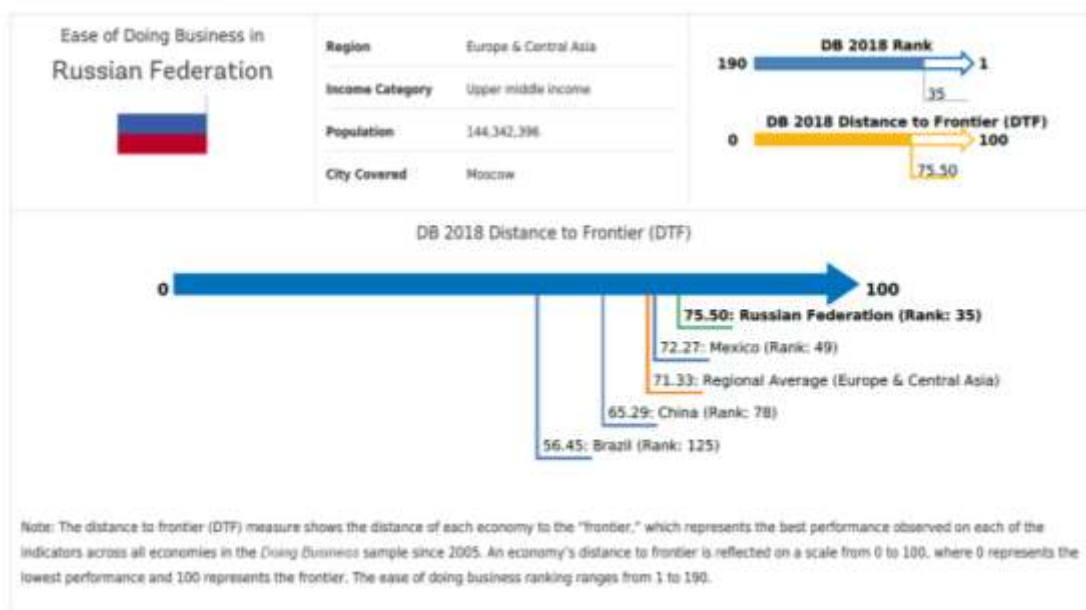 Ease of Doing Business in
Russian Federation
Region Europe & Central Asia
Income Category Upper middle income
Population 144,342,396
City Covered Moscow
DB 2018 Rank
190 1
35
DB 2018 Distance to Frontier (DTF)
0 100
75.50
DB 2018 Distance to Frontier (DTF)
0 100
75.50: Russian Federation (Rank: 35)
72.27: Mexico (Rank: 49)
71.33: Regional Average (Europe & Central Asia)
65.29: China (Rank: 78)
56.45: Brazil (Rank: 125)
Note: The distance to frontier (DTF) measure shows the distance of each economy to the "frontier," which represents the best performance observed on each of the
indicators across all economies in the Doing Business sample since 2005. An economy's distance to frontier is reflected on a scale from 0 to 100, where 0 represents the
lowest performance and 100 represents the frontier. The ease of doing business ranking ranges from 1 to 190.